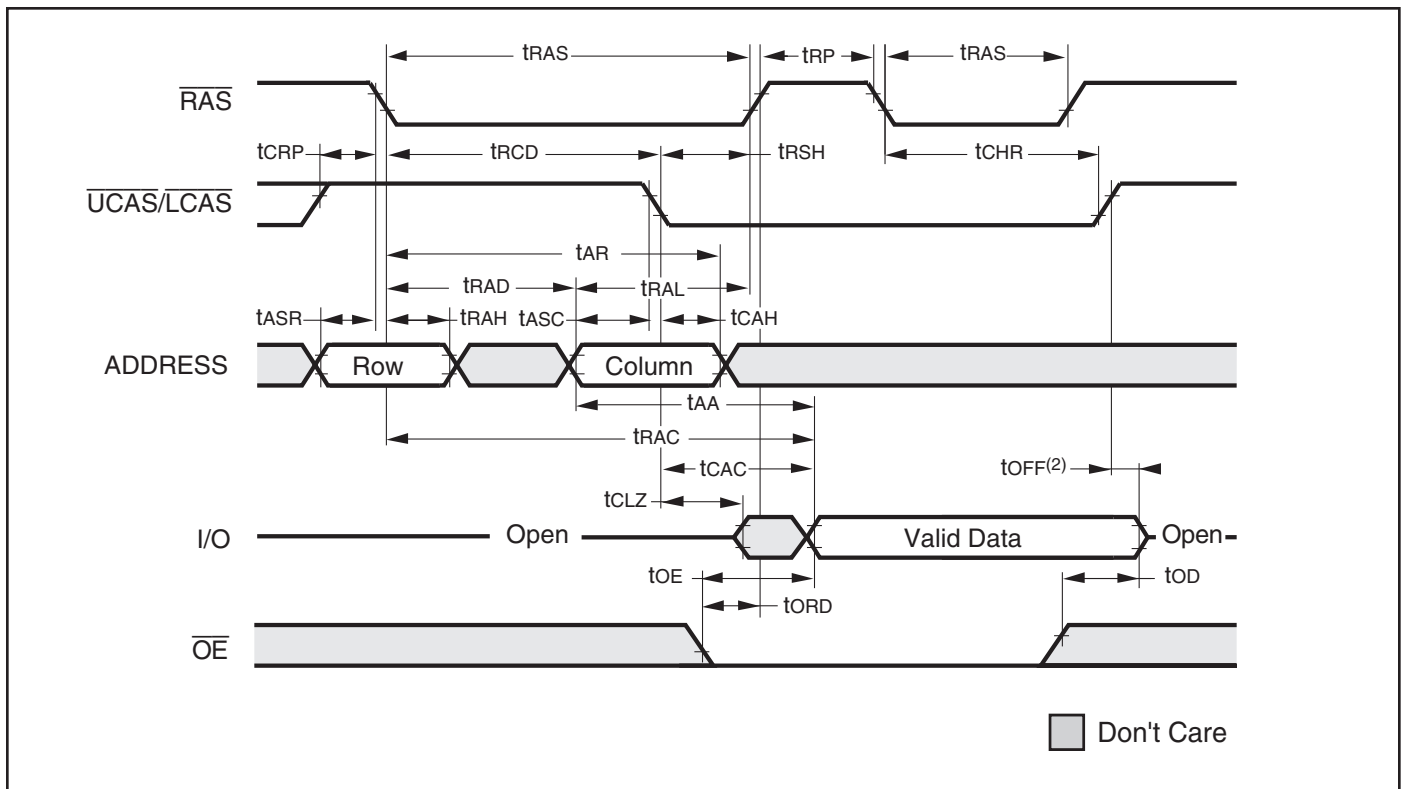 tRAS tRP tRAS
RAS
tCRP tRCD tRSH tCHR
UCAS/LCAS
tAR
tRAD tRAL
tASR tRAH tASC tCAH
ADDRESS Row Column
tAA
tRAC
tCAC tOFF(2)
tCLZ
I/O Open Valid Data Open
tOE tOD
tORD
OE
Don't Care